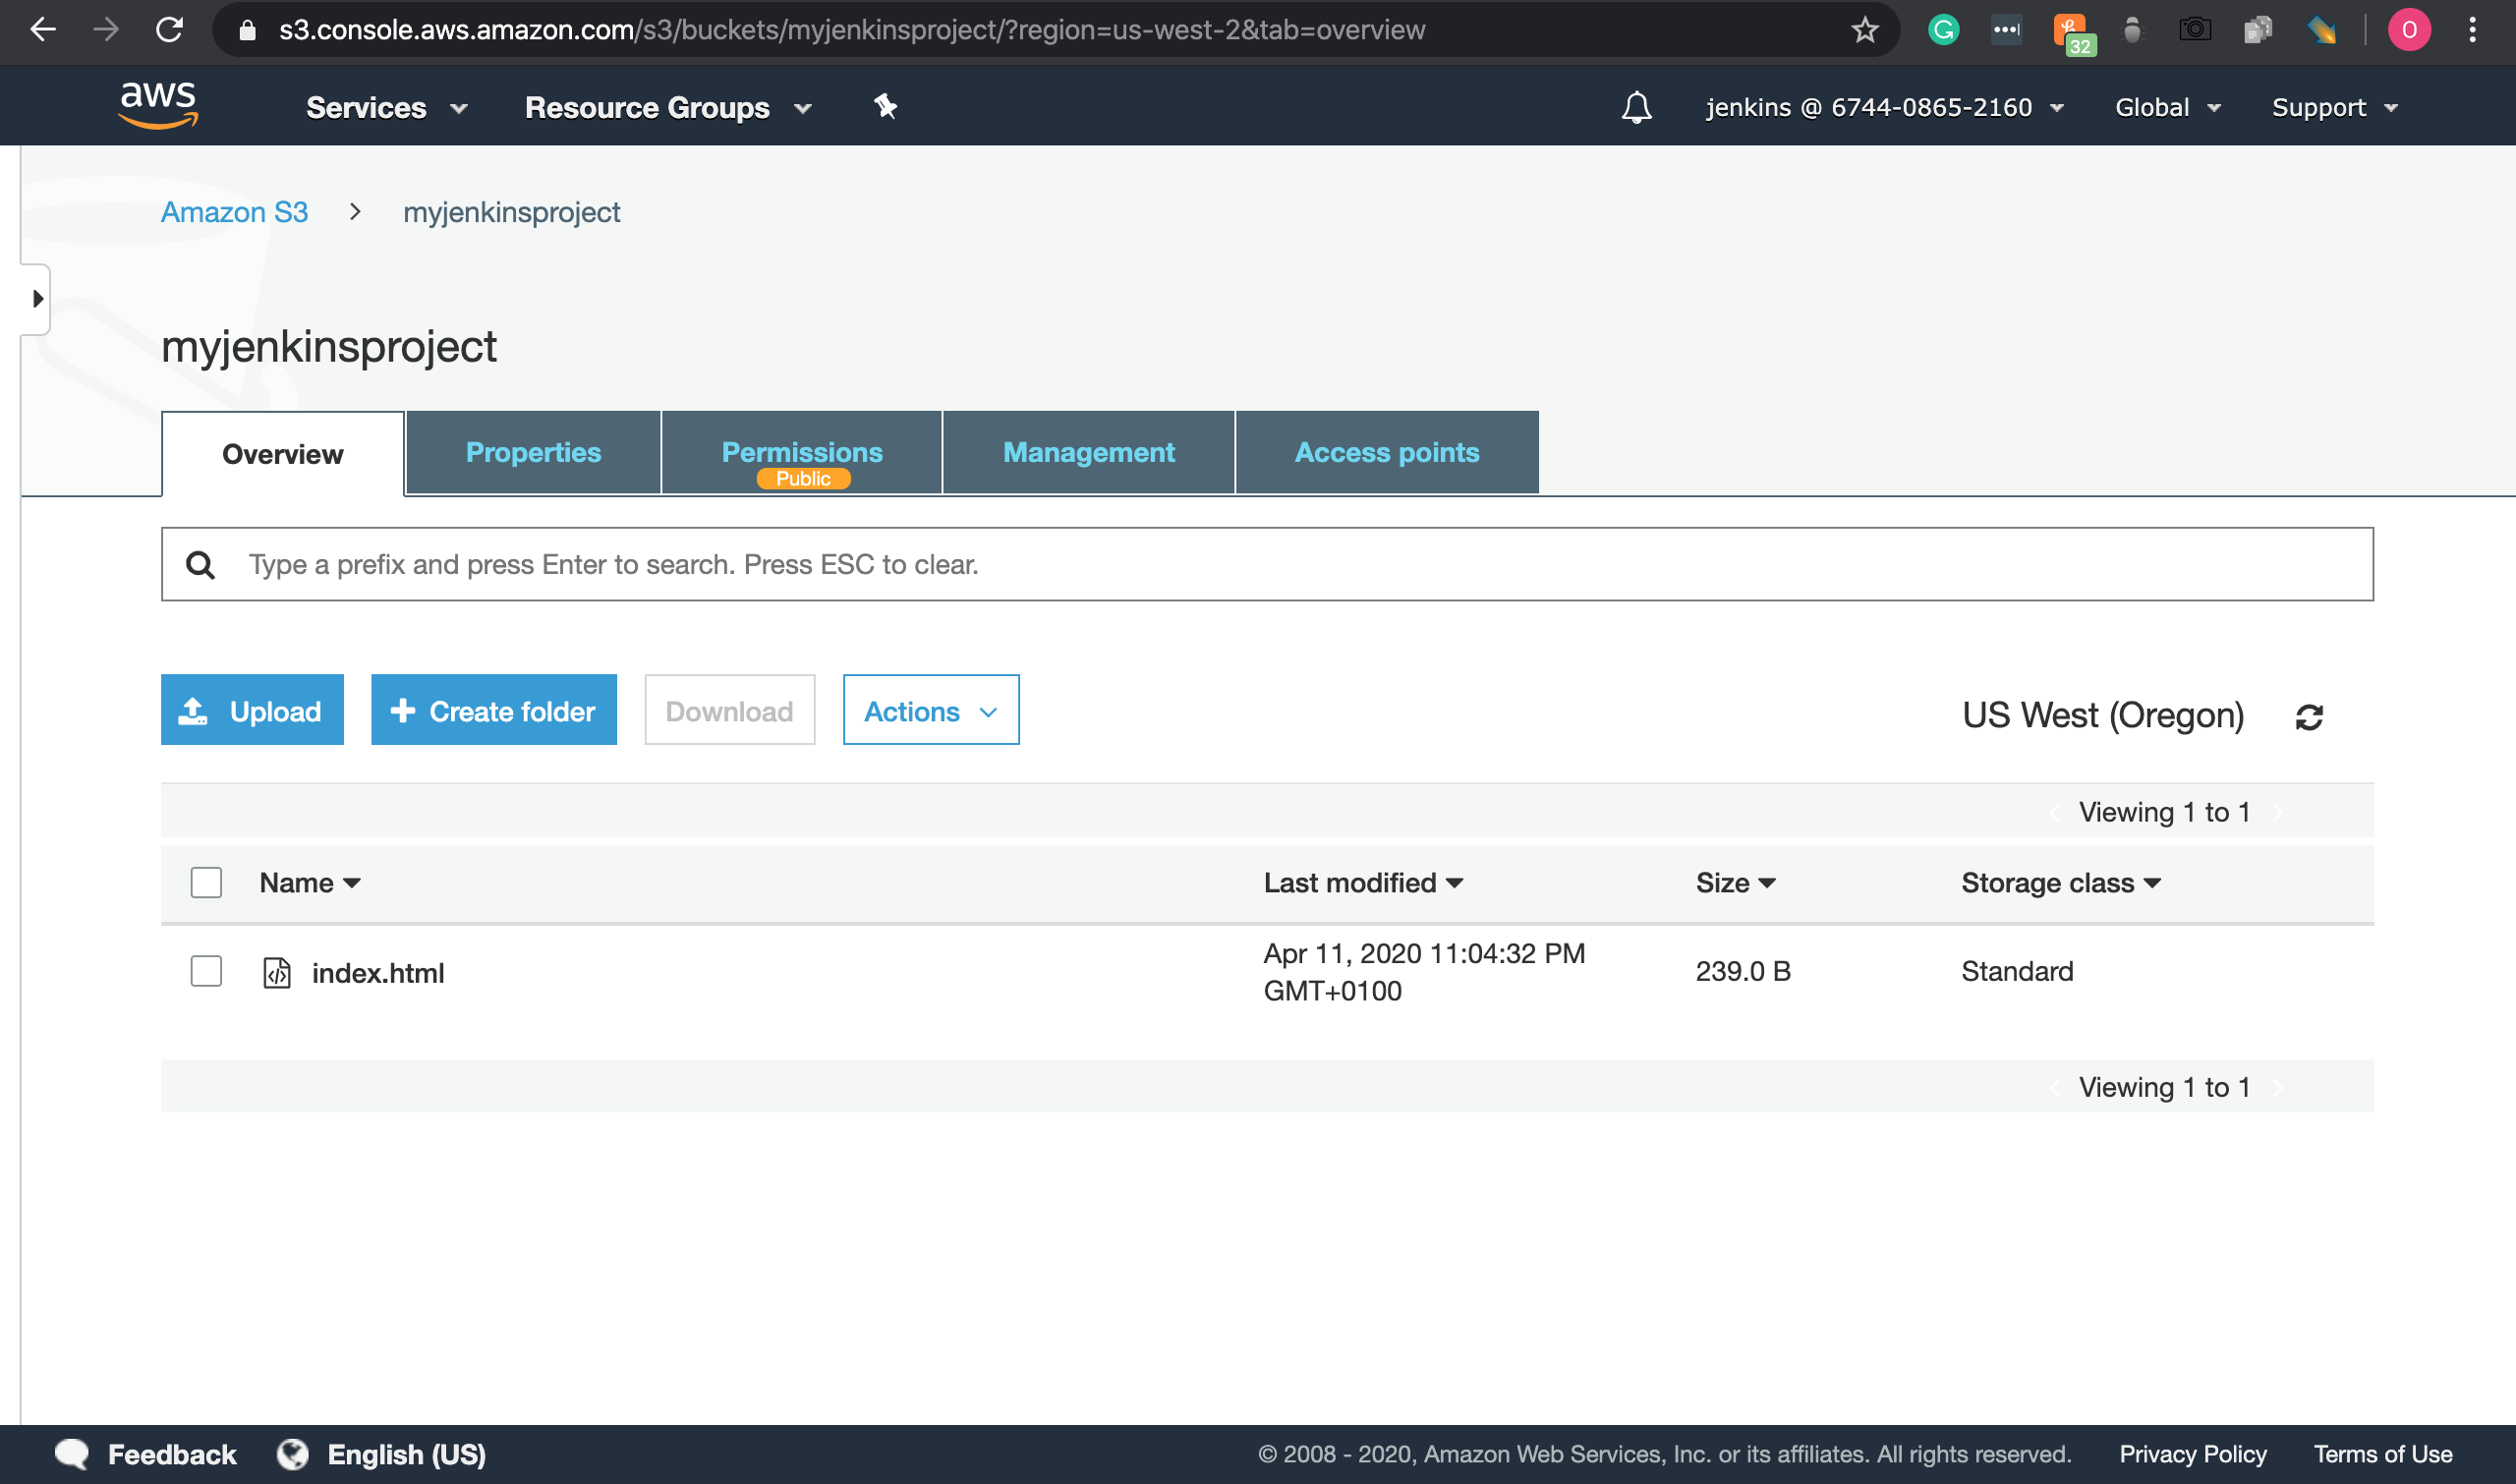 s3.console.aws.amazon.com/s3/buckets/myjenkinsproject/?region=us-west-2&tab=overview
32
O
aws
Services
Resource Groups
jenkins @ 6744-0865-2160
Global
Support
Amazon S3
myjenkinsproject
myjenkinsproject
Overview
Properties
Permissions
Public
Management
Access points
Type a prefix and press Enter to search. Press ESC to clear.
Upload
Create folder
Download
Actions
US West (Oregon)
Viewing 1 to 1
Name
Last modified
Size
Storage class
index.html
Apr 11, 2020 11:04:32 PM
GMT+0100
239.0 B
Standard
Viewing 1 to 1
Feedback
English (US)
© 2008 - 2020, Amazon Web Services, Inc. or its affiliates. All rights reserved.
Privacy Policy
Terms of Use